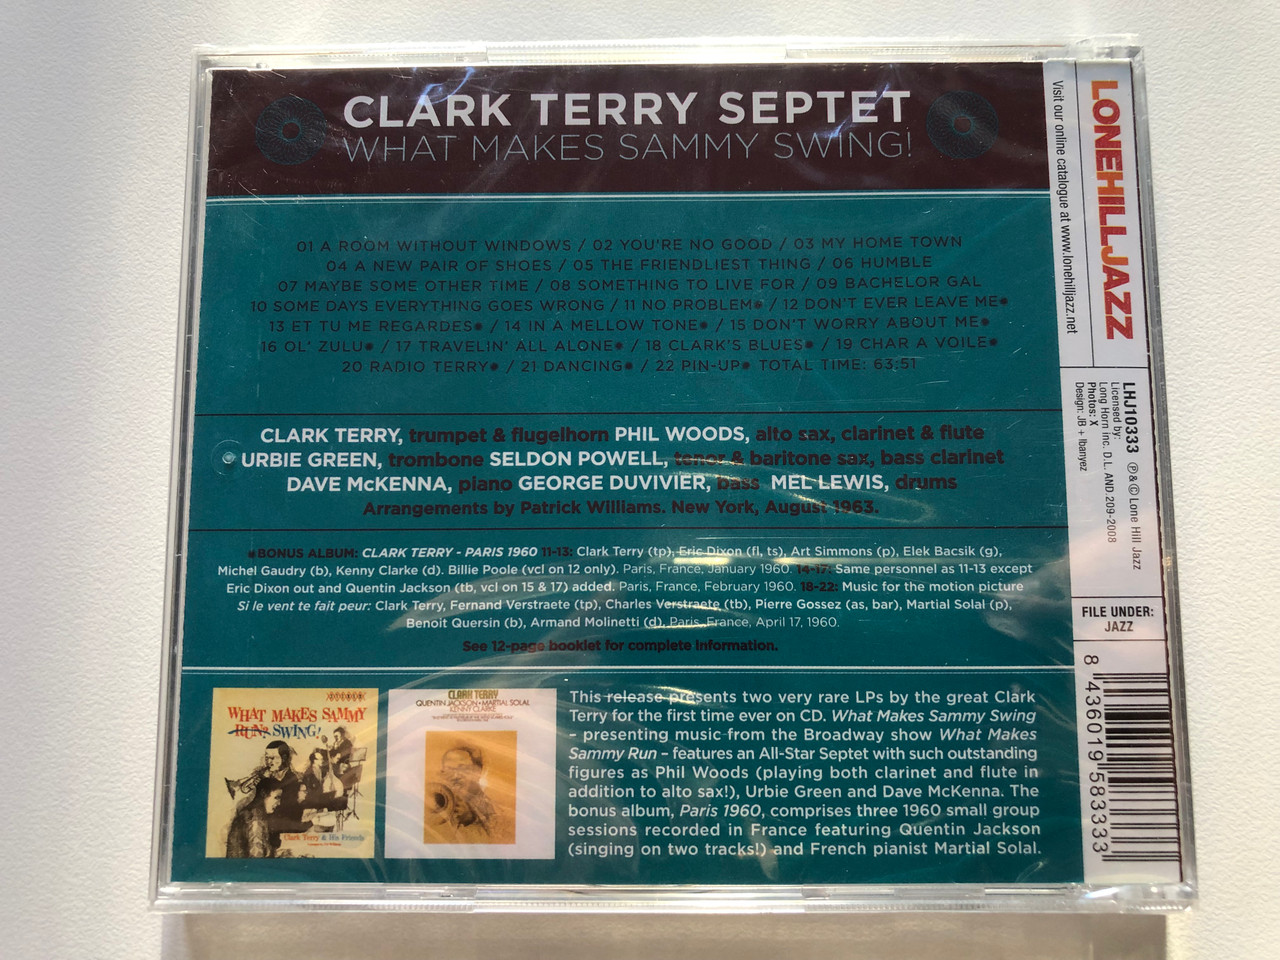 CLARK TERRY SEPTET
WHAT MAKES SAMMY SWING!
01 A ROOM WITHOUT WINDOWS / 02 YOU'RE NO GOOD / 03 MY HOME TOWN
04 A NEW PAIR OF SHOES / 05 THE FRIENDLIEST THING / 06 HUMBLE
07 MAYBE SOME OTHER TIME / 08 SOMETHING TO LIVE FOR / 09 BACHELOR GAL
10 SOME DAYS EVERYTHING GOES WRONG / 11 NO PROBLEM● / 12 DON'T EVER LEAVE ME●
13 ET TU ME REGARDES● / 14 IN A MELLOW TONE● / 15 DON'T WORRY ABOUT ME●
16 OL' ZULU● / 17 TRAVELIN' ALL ALONE● / 18 CLARK'S BLUES● / 19 CHAR A VOILE●
20 RADIO TERRY● / 21 DANCING● / 22 PIN-UP● TOTAL TIME: 63:51
CLARK TERRY, trumpet & flugelhorn PHIL WOODS, alto sax, clarinet & flute
URBIE GREEN, trombone SELDON POWELL, tenor & baritone sax, bass clarinet
DAVE McKENNA, piano GEORGE DUVIVIER, bass MEL LEWIS, drums
Arrangements by Patrick Williams. New York, August 1963.
●BONUS ALBUM: CLARK TERRY - PARIS 1960 11-13: Clark Terry (tp), Eric Dixon (fl, ts), Art Simmons (p), Elek Bacsik (g),
Michel Gaudry (b), Kenny Clarke (d). Billie Poole (vcl on 12 only). Paris, France, January 1960. 14-17: Same personnel as 11-13 except
Eric Dixon out and Quentin Jackson (tb, vcl on 15 & 17) added. Paris, France, February 1960. 18-22: Music for the motion picture
Si le vent te fait peur: Clark Terry, Fernand Verstraete (tp), Charles Verstraete (tb), Pierre Gossez (as, bar), Martial Solal (p),
Benoit Quersin (b), Armand Molinetti (d), Paris, France, April 17, 1960.
See 12-page booklet for complete information.
WHAT MAKES SAMMY
RUN? SWING!
Clark Terry & His Friends
CLARK TERRY
QUENTIN JACKSON • MARTIAL SOLAL
KENNY CLARKE
This release presents two very rare LPs by the great Clark
Terry for the first time ever on CD. What Makes Sammy Swing
– presenting music from the Broadway show What Makes
Sammy Run – features an All-Star Septet with such outstanding
figures as Phil Woods (playing both clarinet and flute in
addition to alto sax!), Urbie Green and Dave McKenna. The
bonus album, Paris 1960, comprises three 1960 small group
sessions recorded in France featuring Quentin Jackson
(singing on two tracks!) and French pianist Martial Solal.
LONEHILLJAZZ
Visit our online catalogue at www.lonehilljazz.net
LHJ10333 ℗ & © Lone Hill Jazz
Licensed by:
Long Horn Inc. D.L. AND 209-2008
Photos: X
Design: JB + Ibanyez
FILE UNDER:
JAZZ
8 436019 583333